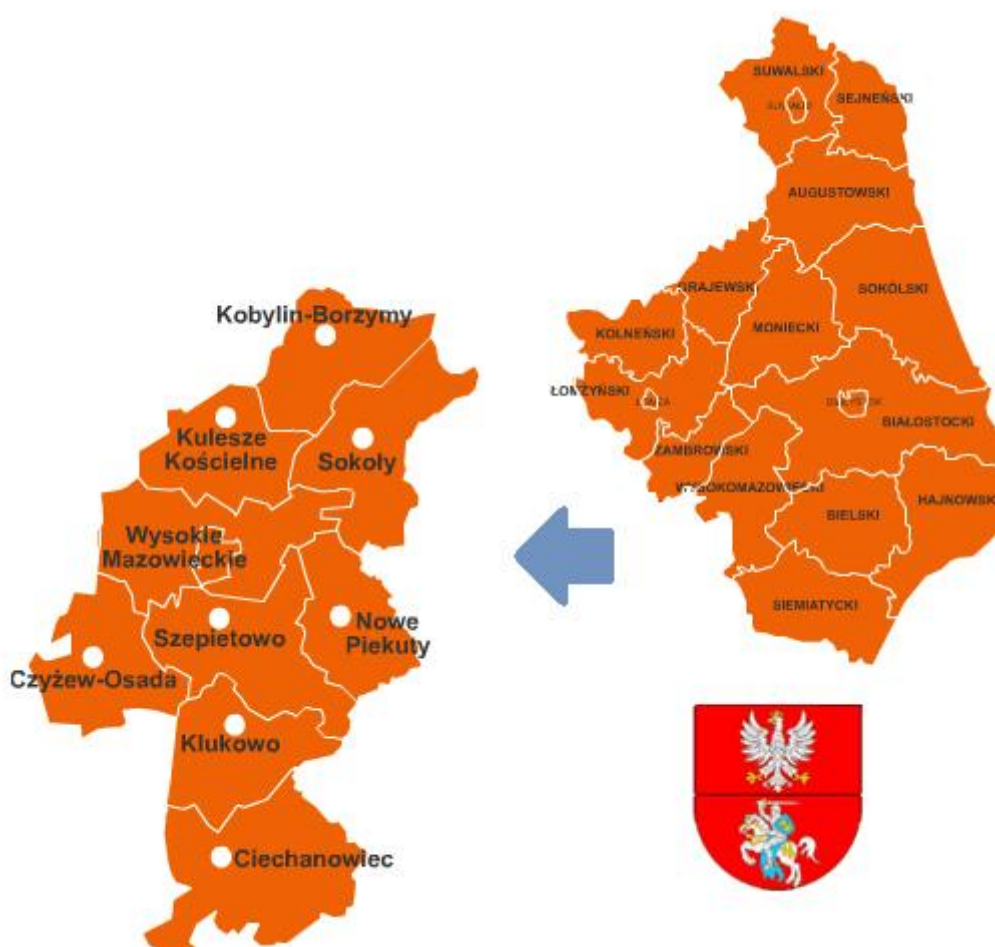 Kobylin-Borzymy
Kulesze
Kościelne
Sokoły
Wysokie
Mazowieckie
Szepietowo
Nowe
Piekuty
Czyżew-Osada
Klukowo
Ciechanowiec
SUWALSKI
SEJNEŃSKI
AUGUSTOWSKI
GRAJEWSKI
SOKÓLSKI
KOLNEŃSKI
MONIECKI
ŁOMŻYŃSKI
BIAŁOSTOCKI
ZAMBROWSKI
WYSOKOMAZOWIECKI
HAJNOWSK
BIELSKI
SIEMIATYCKI